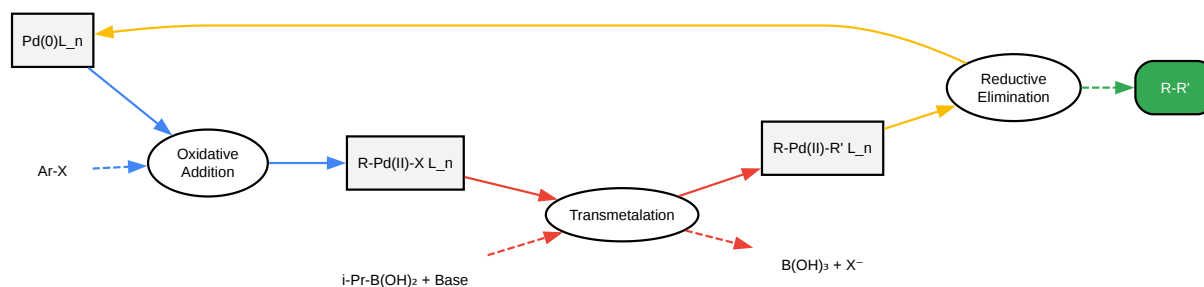 Pd(0)L_n
Reductive
Elimination
R-R'
Oxidative
Addition
Ar-X
R-Pd(II)-X L_n
R-Pd(II)-R' L_n
Transmetalation
i-Pr-B(OH)₂ + Base
B(OH)₃ + X⁻